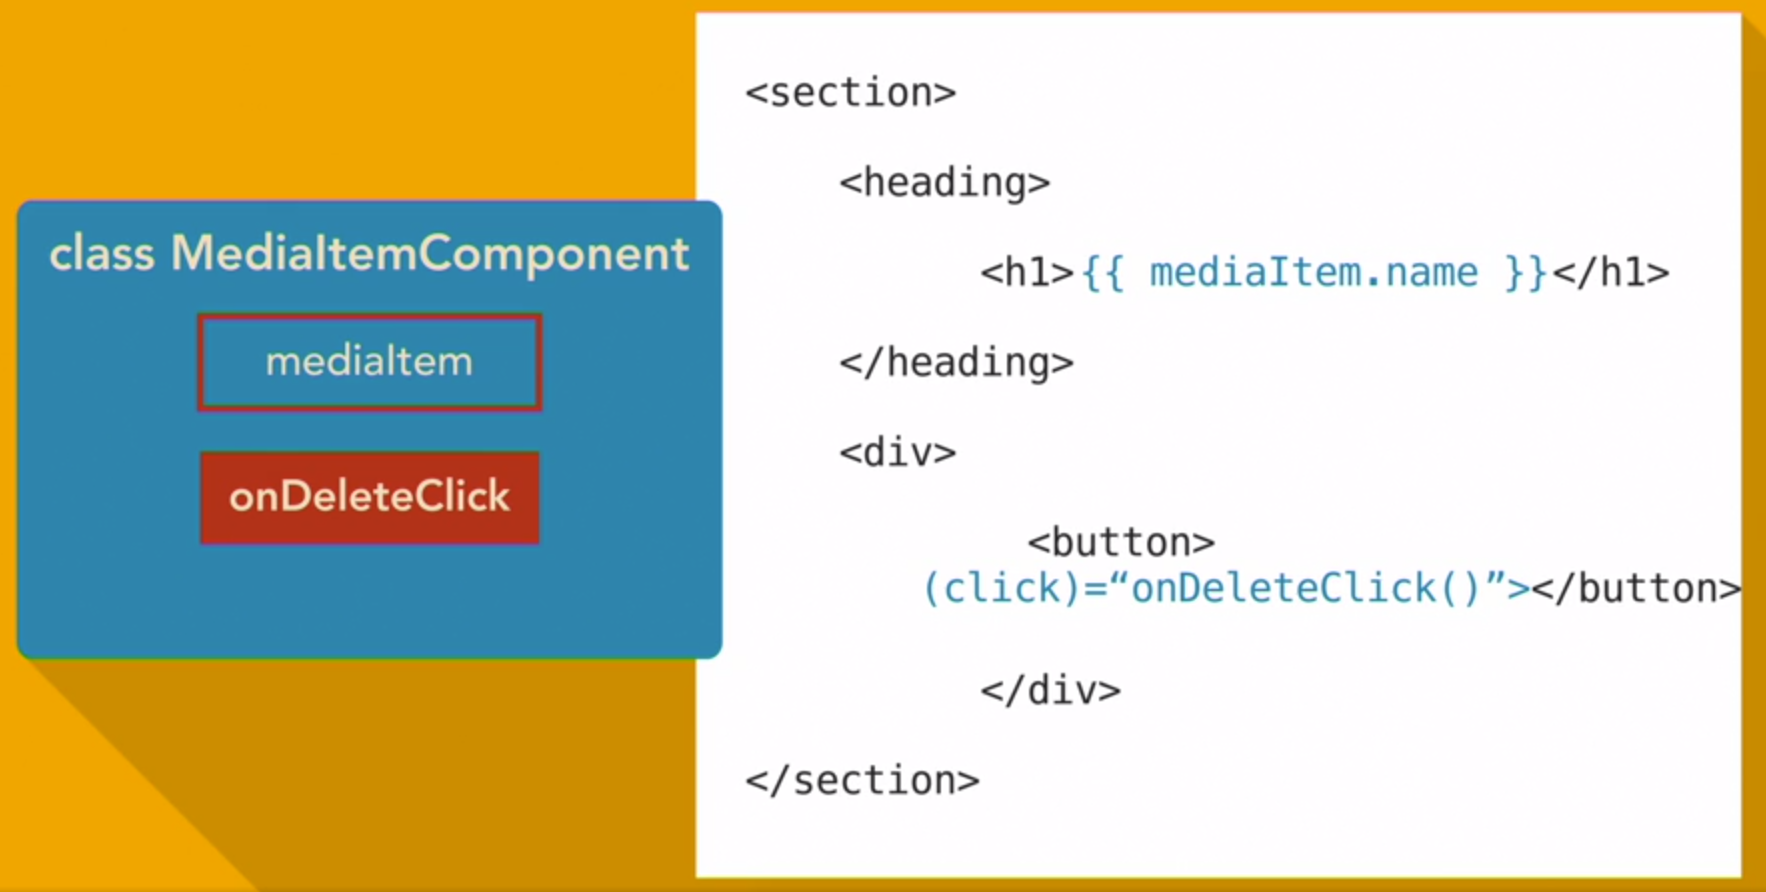 class MediaItemComponent
mediaItem
onDeleteClick
<section>
<heading>
<h1>{{ mediaItem.name }}</h1>
</heading>
<div>
<button>
(click)=“onDeleteClick()”></button>
</div>
</section>